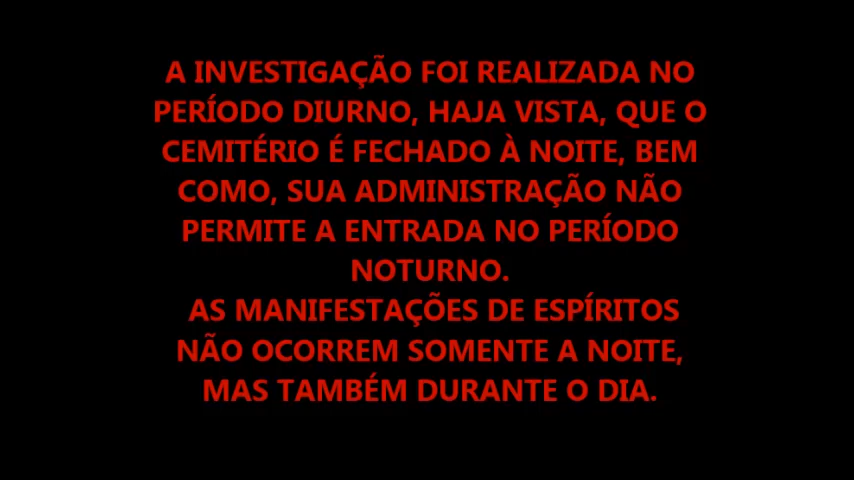 A INVESTIGAÇÃO FOI REALIZADA NO
PERÍODO DIURNO, HAJA VISTA, QUE O
CEMITÉRIO É FECHADO À NOITE, BEM
COMO, SUA ADMINISTRAÇÃO NÃO
PERMITE A ENTRADA NO PERÍODO
NOTURNO.
AS MANIFESTAÇÕES DE ESPÍRITOS
NÃO OCORREM SOMENTE A NOITE,
MAS TAMBÉM DURANTE O DIA.